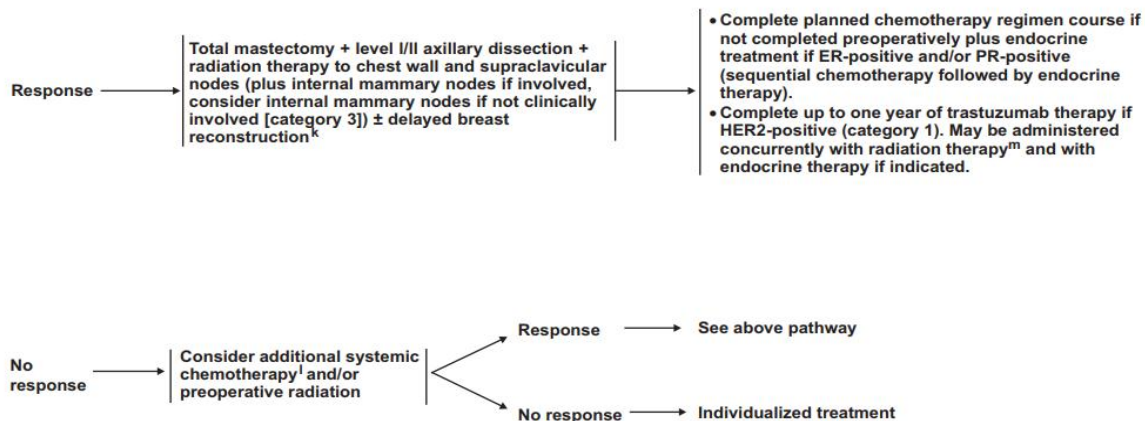 Response
Total mastectomy + level I/II axillary dissection +
radiation therapy to chest wall and supraclavicular
nodes (plus internal mammary nodes if involved,
consider internal mammary nodes if not clinically
involved [category 3]) ± delayed breast
reconstructionᵏ
• Complete planned chemotherapy regimen course if
not completed preoperatively plus endocrine
treatment if ER-positive and/or PR-positive
(sequential chemotherapy followed by endocrine
therapy).
• Complete up to one year of trastuzumab therapy if
HER2-positive (category 1). May be administered
concurrently with radiation therapyᵐ and with
endocrine therapy if indicated.
No
response
Consider additional systemic
chemotherapyˡ and/or
preoperative radiation
Response
See above pathway
No response
Individualized treatment